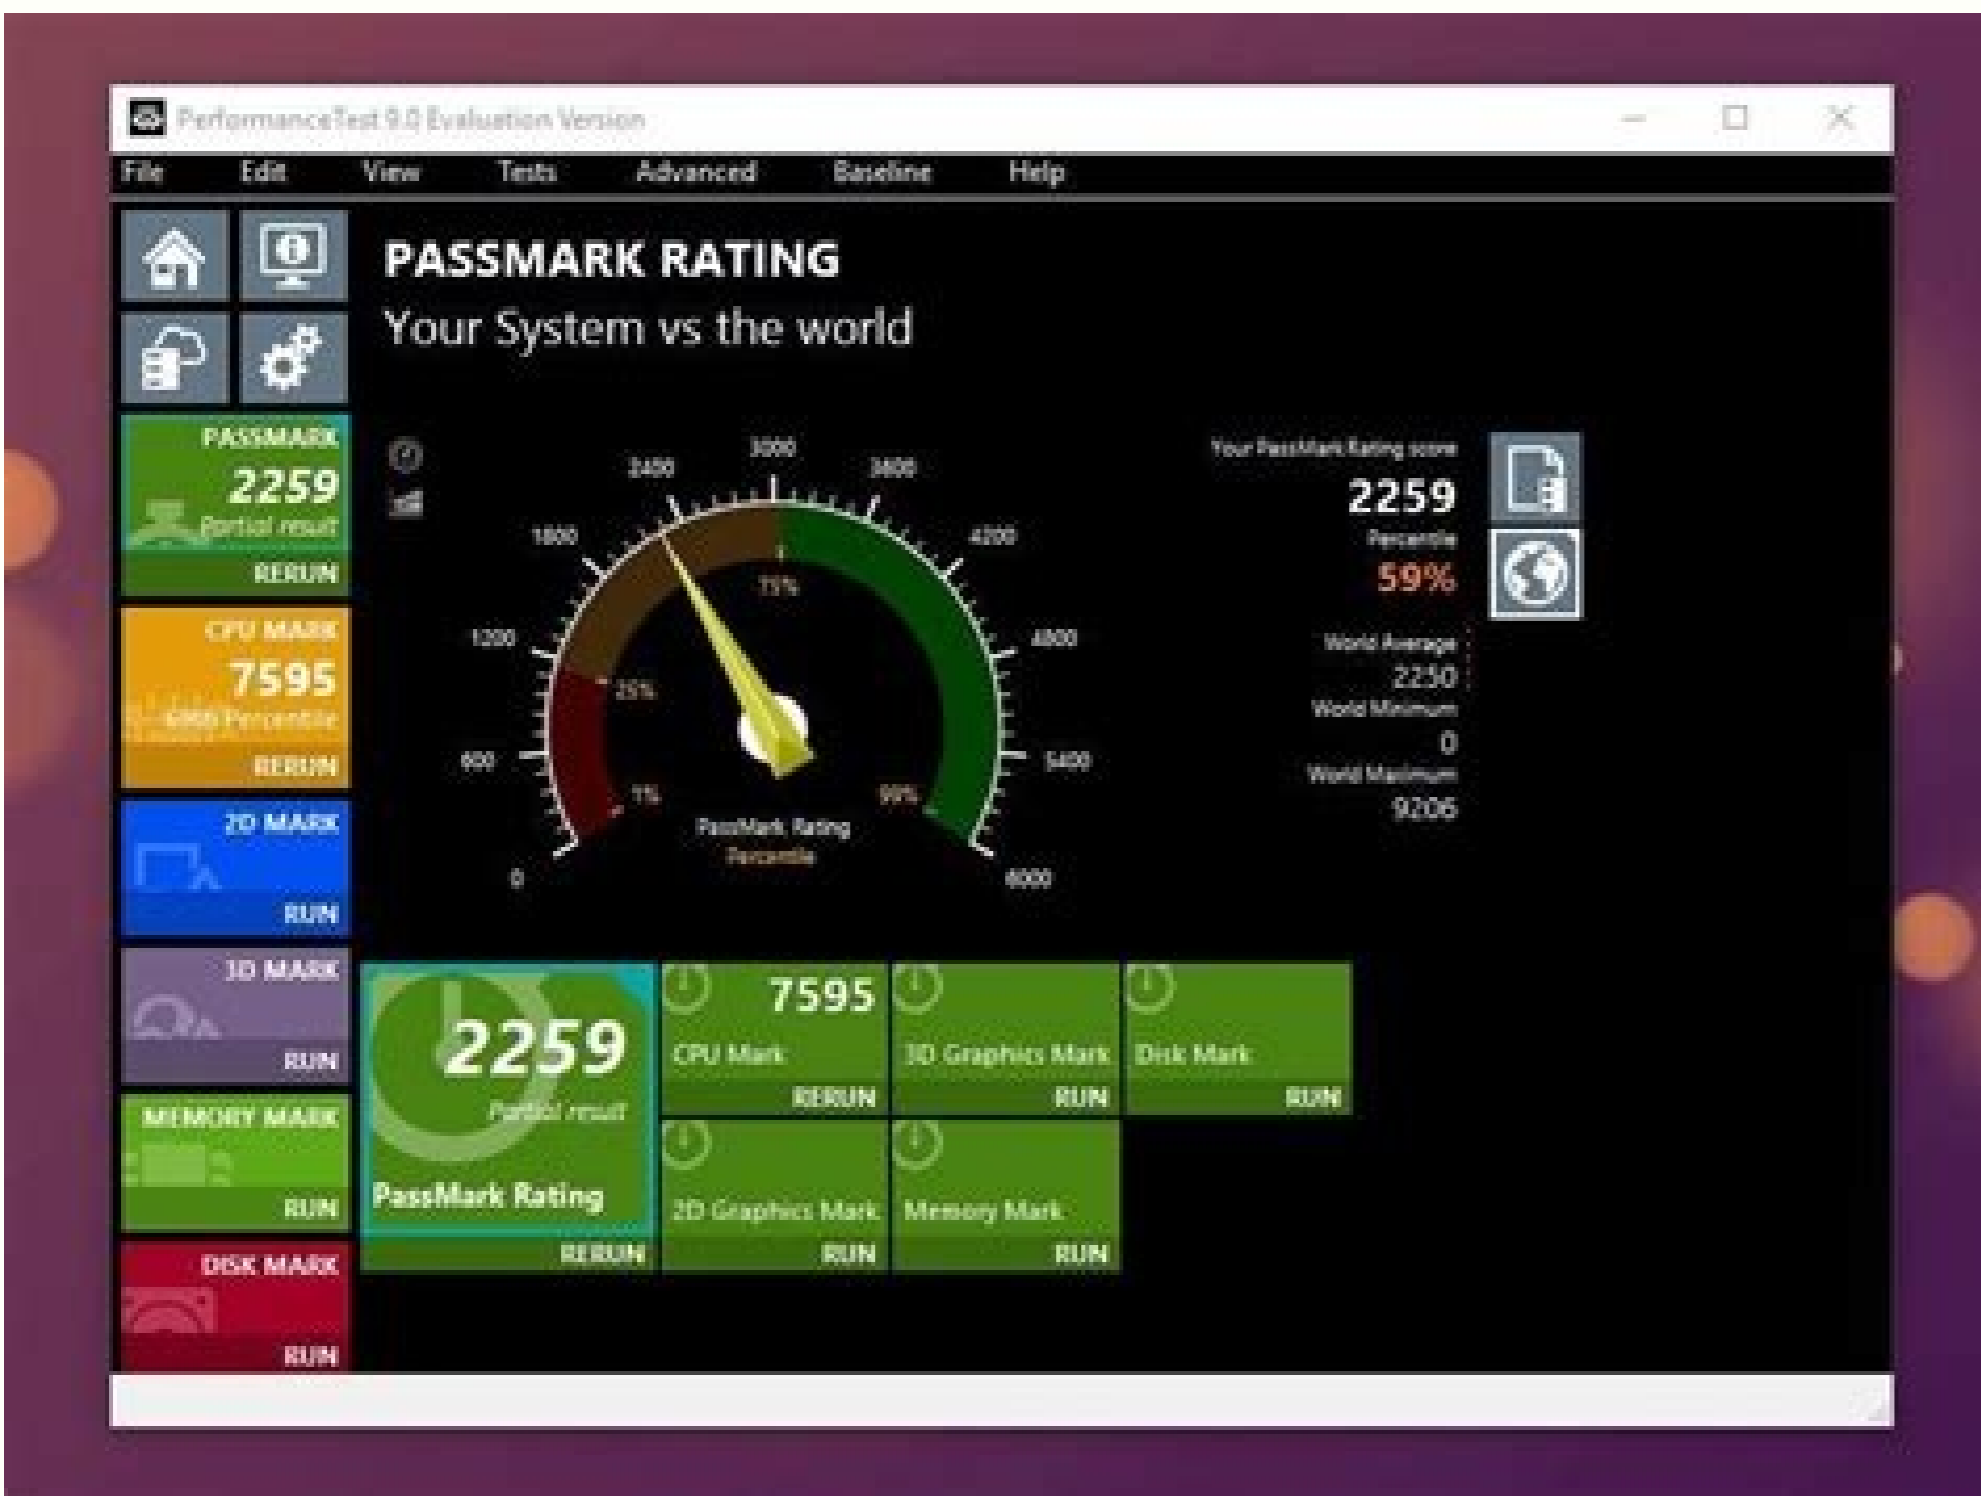 PerformanceTest 9.0 Evaluation Version
File Edit View Tests Advanced Baseline Help
PASSMARK RATING
Your System vs the world
PASSMARK
2259
Partial result
RERUN
CPU MARK
7595
Percentile
RERUN
2D MARK
RUN
3D MARK
RUN
MEMORY MARK
RUN
DISK MARK
RUN
0
600
1200
1800
2400
3000
3600
4200
4800
5400
6000
1%
25%
75%
99%
PassMark Rating
Percentile
Your PassMark Rating score
2259
Percentile
59%
World Average
2250
World Minimum
0
World Maximum
9206
2259
Partial result
PassMark Rating
RERUN
7595
CPU Mark
RERUN
3D Graphics Mark
RUN
Disk Mark
RUN
2D Graphics Mark
RUN
Memory Mark
RUN